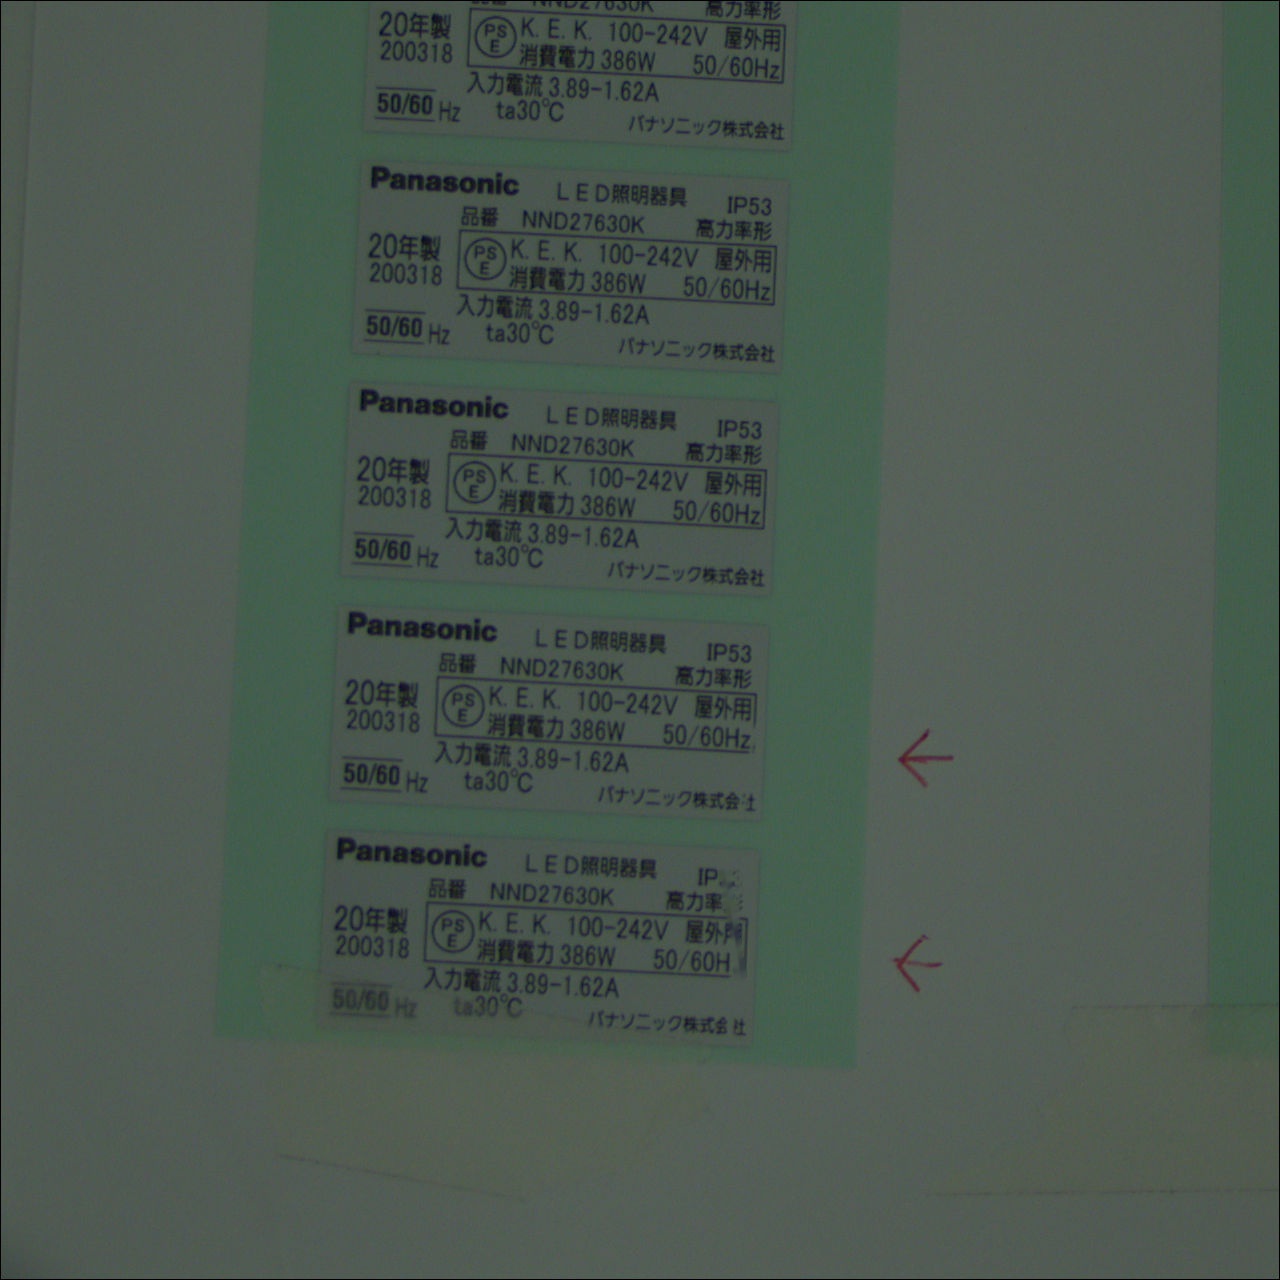 NND27630K 高力率形
20年製 PS E K. E. K. 100-242V 屋外用
200318 消費電力 386W 50/60Hz
入力電流 3.89-1.62A
50/60 Hz ta30℃
パナソニック株式会社
Panasonic LED照明器具 IP53
品番 NND27630K 高力率形
20年製 PS E K. E. K. 100-242V 屋外用
200318 消費電力 386W 50/60Hz
入力電流 3.89-1.62A
50/60 Hz ta30℃
パナソニック株式会社
Panasonic LED照明器具 IP53
品番 NND27630K 高力率形
20年製 PS E K. E. K. 100-242V 屋外用
200318 消費電力 386W 50/60Hz
入力電流 3.89-1.62A
50/60 Hz ta30℃
パナソニック株式会社
Panasonic LED照明器具 IP53
品番 NND27630K 高力率形
20年製 PS E K. E. K. 100-242V 屋外用
200318 消費電力 386W 50/60Hz
入力電流 3.89-1.62A
50/60 Hz ta30℃
パナソニック株式会社
Panasonic LED照明器具 IP
品番 NND27630K 高力率
20年製 PS E K. E. K. 100-242V 屋外
200318 消費電力 386W 50/60H
入力電流 3.89-1.62A
50/60 Hz ta30℃
パナソニック株式会社